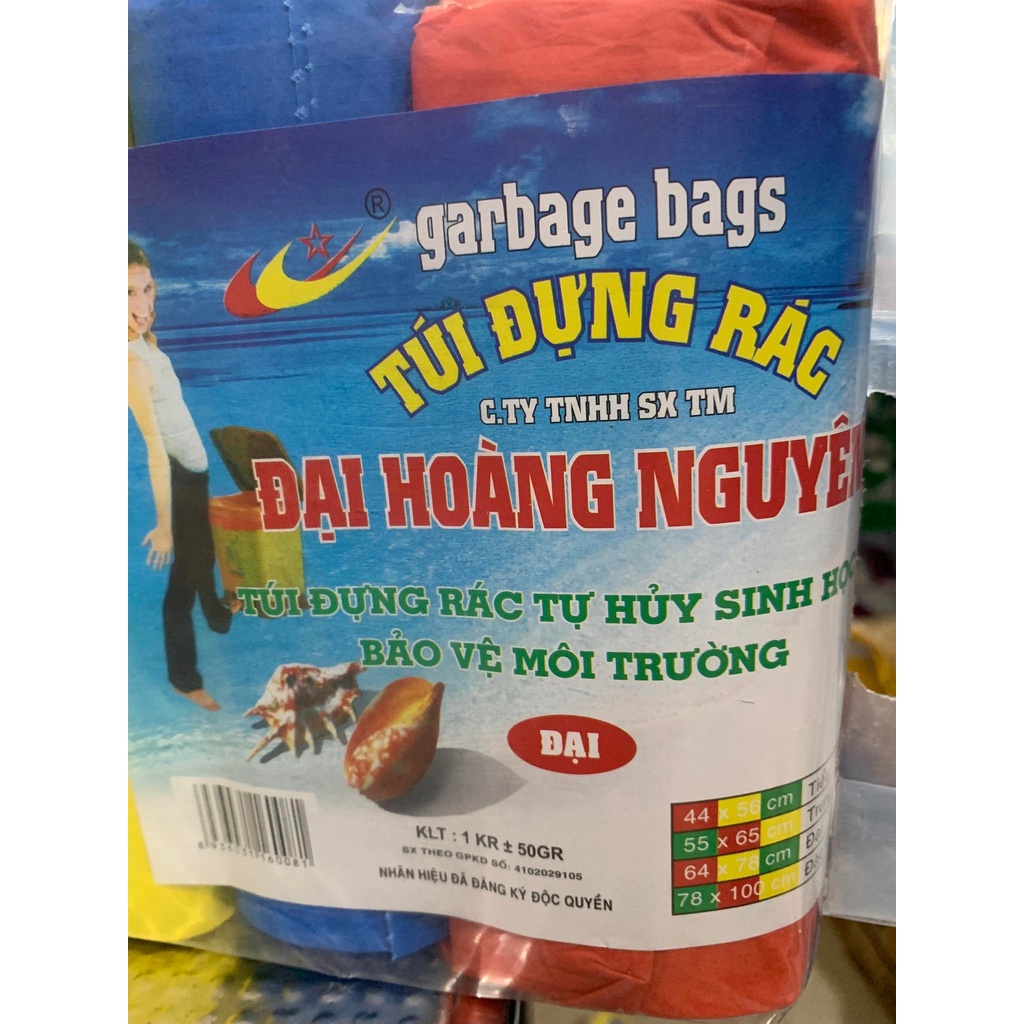 ®
garbage bags
TÚI ĐỰNG RÁC
C.TY TNHH SX TM
ĐẠI HOÀNG NGUYÊN
TÚI ĐỰNG RÁC TỰ HỦY SINH HỌC
BẢO VỆ MÔI TRƯỜNG
ĐẠI
44 x 56 cm
55 x 65 cm
64 x 78 cm
78 x 100 cm
KLT : 1 KR ± 50GR
SX THEO GPKD SỐ: 4102029105
NHÃN HIỆU ĐÃ ĐĂNG KÝ ĐỘC QUYỀN